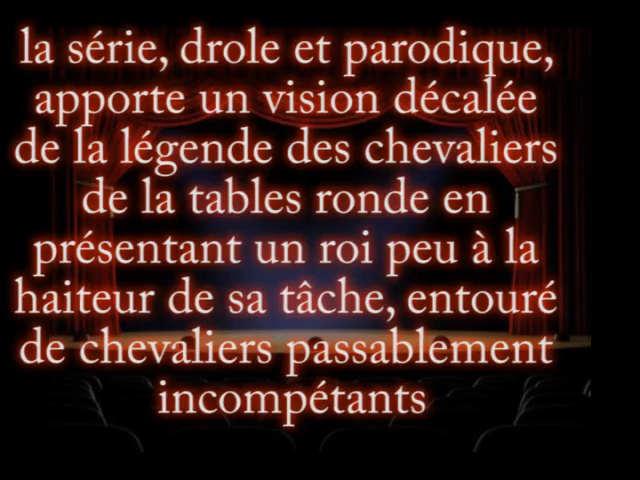 la série, drole et parodique,
apporte un vision décalée
de la légende des chevaliers
de la tables ronde en
présentant un roi peu à la
haiteur de sa tâche, entouré
de chevaliers passablement
incompétants